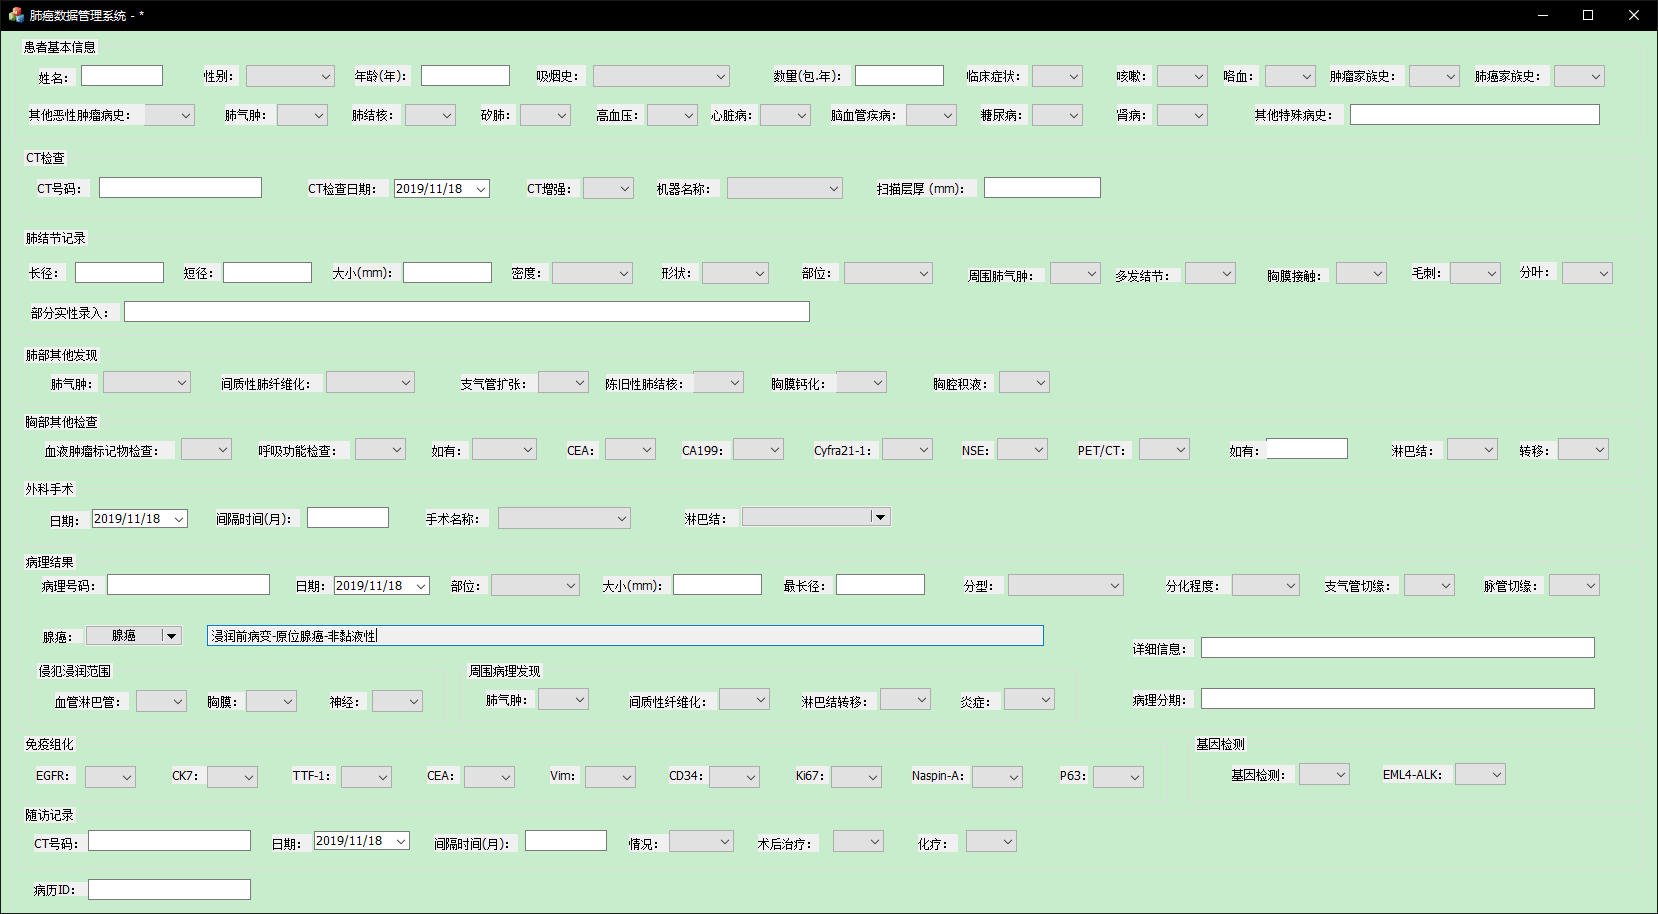 肺癌数据管理系统 - *
患者基本信息
姓名： 性别： 年龄(年)： 吸烟史： 数量(包.年)： 临床症状： 咳嗽： 咯血： 肿瘤家族史： 肺癌家族史：
其他恶性肿瘤病史： 肺气肿： 肺结核： 矽肺： 高血压： 心脏病： 脑血管疾病： 糖尿病： 肾病： 其他特殊病史：
CT检查
CT号码： CT检查日期： 2019/11/18 CT增强： 机器名称： 扫描层厚 (mm)：
肺结节记录
长径： 短径： 大小(mm)： 密度： 形状： 部位： 周围肺气肿： 多发结节： 胸膜接触： 毛刺： 分叶：
部分实性录入：
肺部其他发现
肺气肿： 间质性肺纤维化： 支气管扩张： 陈旧性肺结核： 胸膜钙化： 胸腔积液：
胸部其他检查
血液肿瘤标记物检查： 呼吸功能检查： 如有： CEA： CA199： Cyfra21-1： NSE： PET/CT： 如有： 淋巴结： 转移：
外科手术
日期： 2019/11/18 间隔时间(月)： 手术名称： 淋巴结：
病理结果
病理号码： 日期： 2019/11/18 部位： 大小(mm)： 最长径： 分型： 分化程度： 支气管切缘： 脉管切缘：
腺癌： 腺癌 浸润前病变-原位腺癌-非黏液性 详细信息：
侵犯浸润范围 周围病理发现
血管淋巴管： 胸膜： 神经： 肺气肿： 间质性纤维化： 淋巴结转移： 炎症： 病理分期：
免疫组化 基因检测
EGFR： CK7： TTF-1： CEA： Vim： CD34： Ki67： Naspin-A： P63： 基因检测： EML4-ALK：
随访记录
CT号码： 日期： 2019/11/18 间隔时间(月)： 情况： 术后治疗： 化疗：
病历ID：